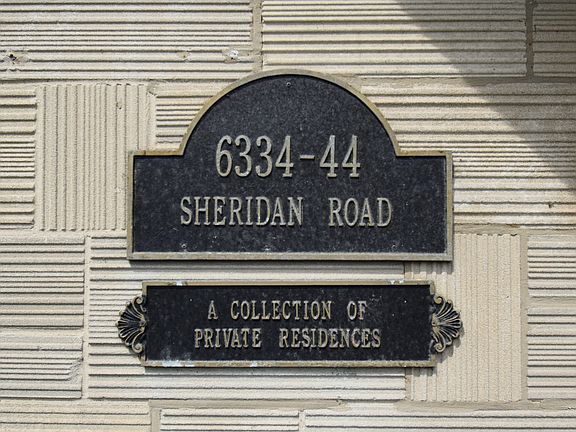 6334-44
SHERIDAN ROAD
A COLLECTION OF
PRIVATE RESIDENCES